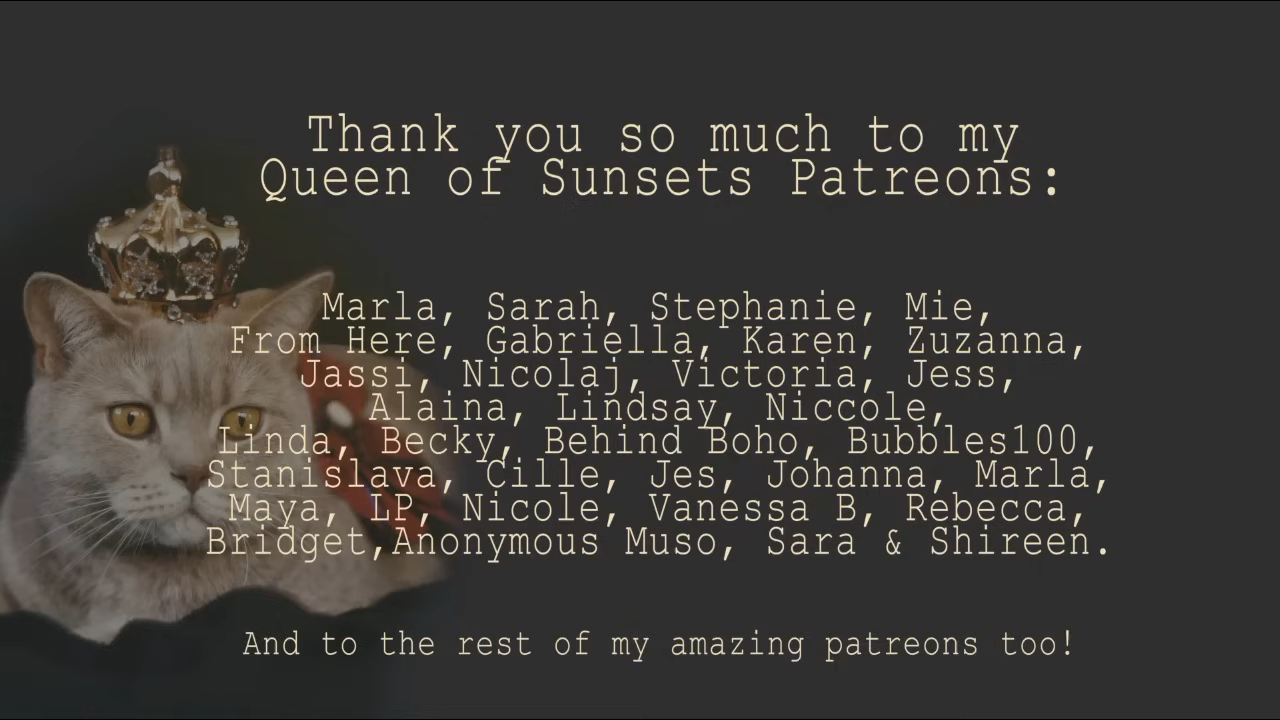 Thank you so much to my
Queen of Sunsets Patreons:
Marla, Sarah, Stephanie, Mie,
From Here, Gabriella, Karen, Zuzanna,
Jassi, Nicolaj, Victoria, Jess,
Alaina, Lindsay, Niccole,
Linda, Becky, Behind Boho, Bubbles100,
Stanislava, Cille, Jes, Johanna, Marla,
Maya, LP, Nicole, Vanessa B, Rebecca,
Bridget,Anonymous Muso, Sara & Shireen.
And to the rest of my amazing patreons too!